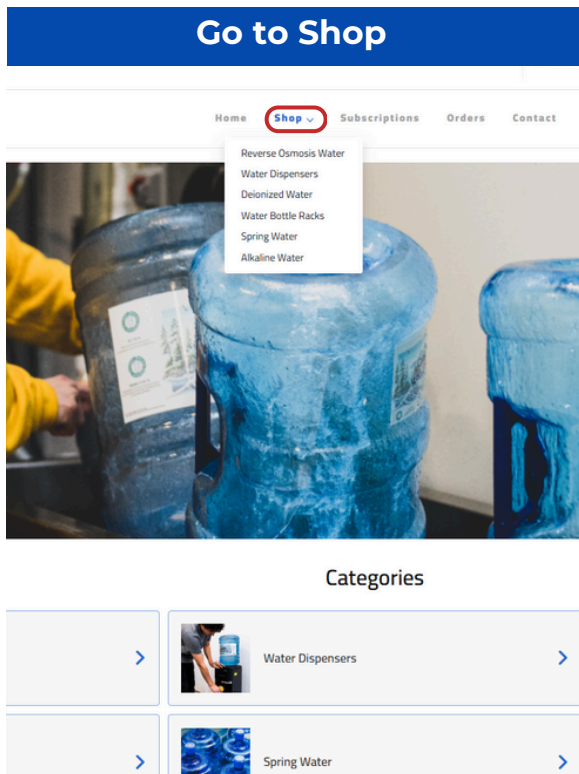 Go to Shop
Home Shop Subscriptions Orders Contact
Reverse Osmosis Water
Water Dispensers
Deionized Water
Water Bottle Racks
Spring Water
Alkaline Water
Categories
Water Dispensers
Spring Water